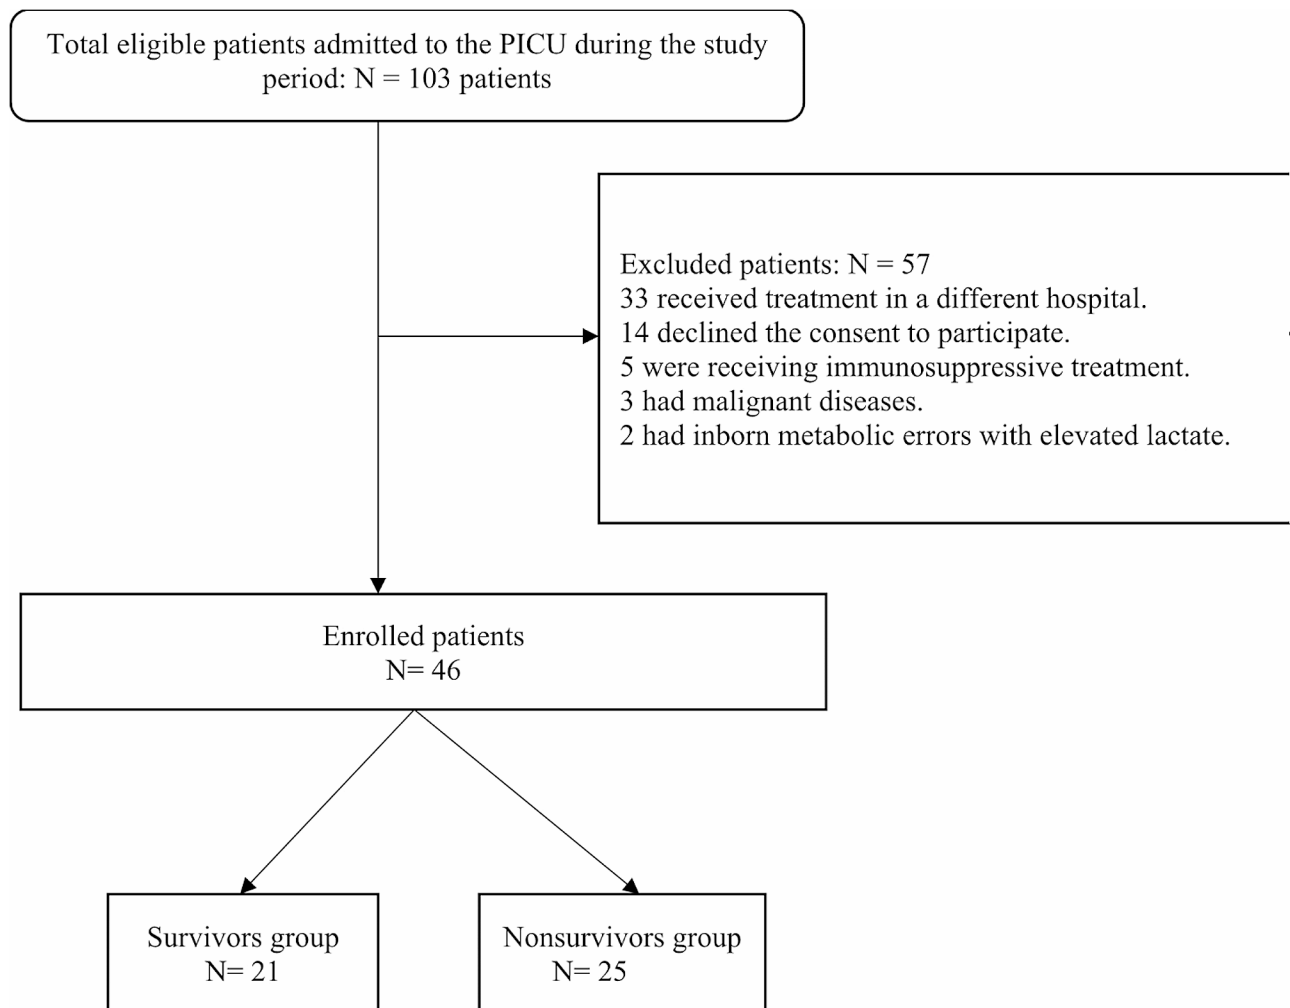 Total eligible patients admitted to the PICU during the study
period: N = 103 patients
Excluded patients: N = 57
33 received treatment in a different hospital.
14 declined the consent to participate.
5 were receiving immunosuppressive treatment.
3 had malignant diseases.
2 had inborn metabolic errors with elevated lactate.
Enrolled patients
N= 46
Survivors group
N= 21
Nonsurvivors group
N= 25